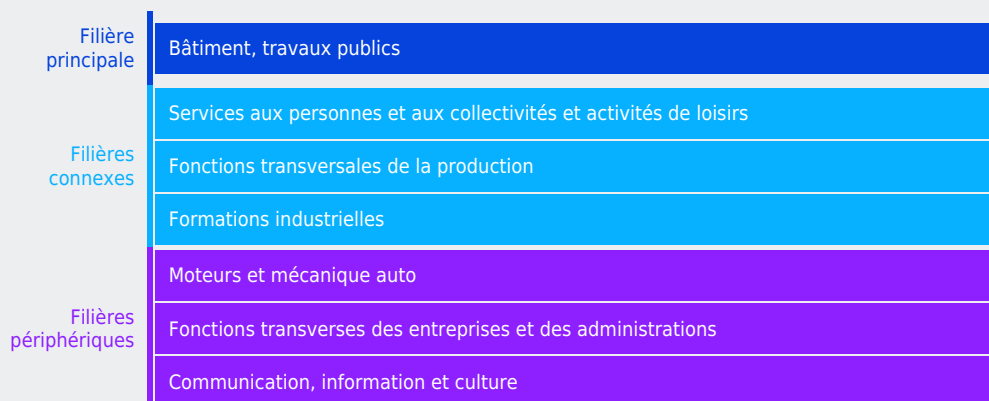 Filière
principale
Bâtiment, travaux publics
Services aux personnes et aux collectivités et activités de loisirs
Filières
connexes
Fonctions transversales de la production
Formations industrielles
Moteurs et mécanique auto
Filières
périphériques
Fonctions transverses des entreprises et des administrations
Communication, information et culture